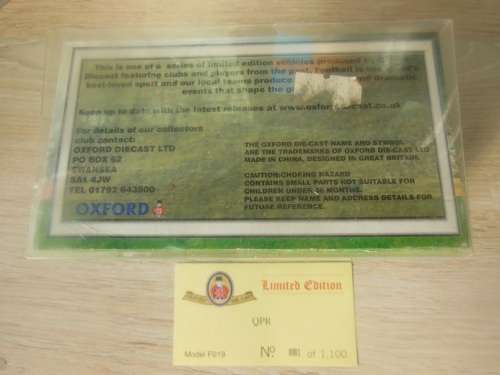 This is one of a series of limited edition vehicles produced by
Diecast featuring clubs and players from the past. Football is
best-loved sport and our local teams produce and dramatic
events that shape the
Keep up to date with the latest releases at www.oxforddiecast.co.uk
For details of our collectors
club contact:
OXFORD DIECAST LTD
PO BOX 62
SWANSEA
SA1 4JW
TEL 01792 643500
OXFORD
THE OXFORD DIE-CAST NAME AND SYMBOL
ARE THE TRADEMARKS OF OXFORD DIE-CAST LTD
MADE IN CHINA, DESIGNED IN GREAT BRITAIN.
CAUTION:CHOKING HAZARD
CONTAINS SMALL PARTS NOT SUITABLE FOR
CHILDREN UNDER 36 MONTHS.
PLEASE KEEP NAME AND ADDRESS DETAILS FOR
FUTURE REFERENCE.
Limited Edition
QPR
Model P019 No of 1,100